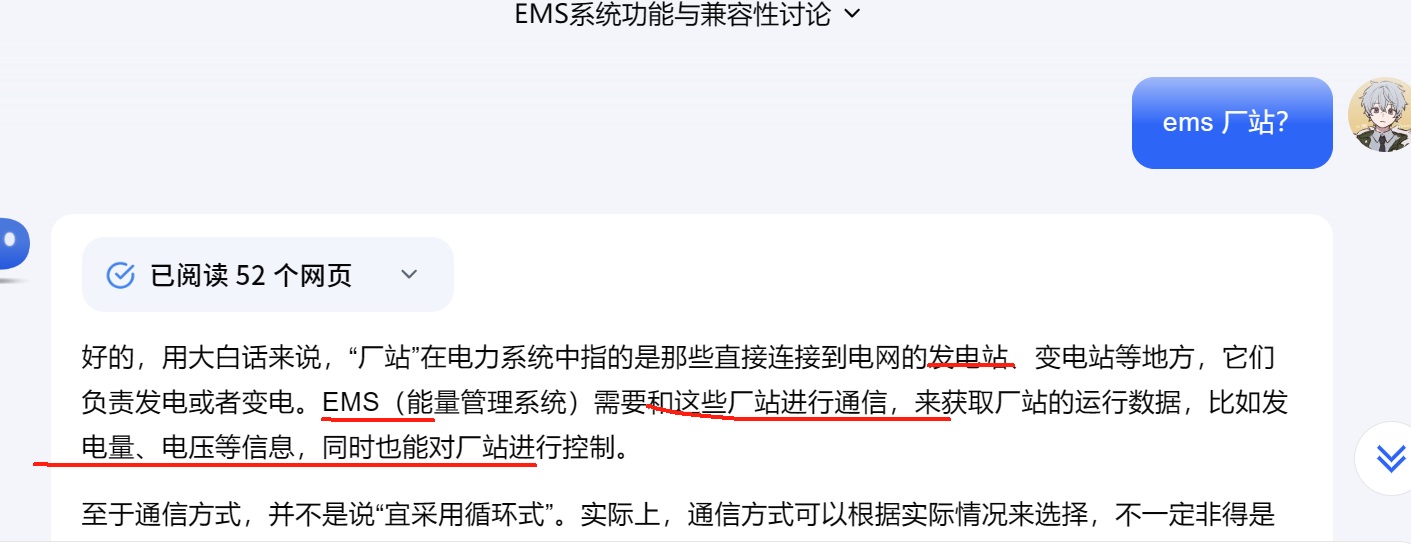 EMS系统功能与兼容性讨论
ems 厂站？
已阅读 52 个网页
好的，用大白话来说，“厂站”在电力系统中指的是那些直接连接到电网的发电站、变电站等地方，它们
负责发电或者变电。EMS（能量管理系统）需要和这些厂站进行通信，来获取厂站的运行数据，比如发
电量、电压等信息，同时也能对厂站进行控制。
至于通信方式，并不是说“宜采用循环式”。实际上，通信方式可以根据实际情况来选择，不一定非得是